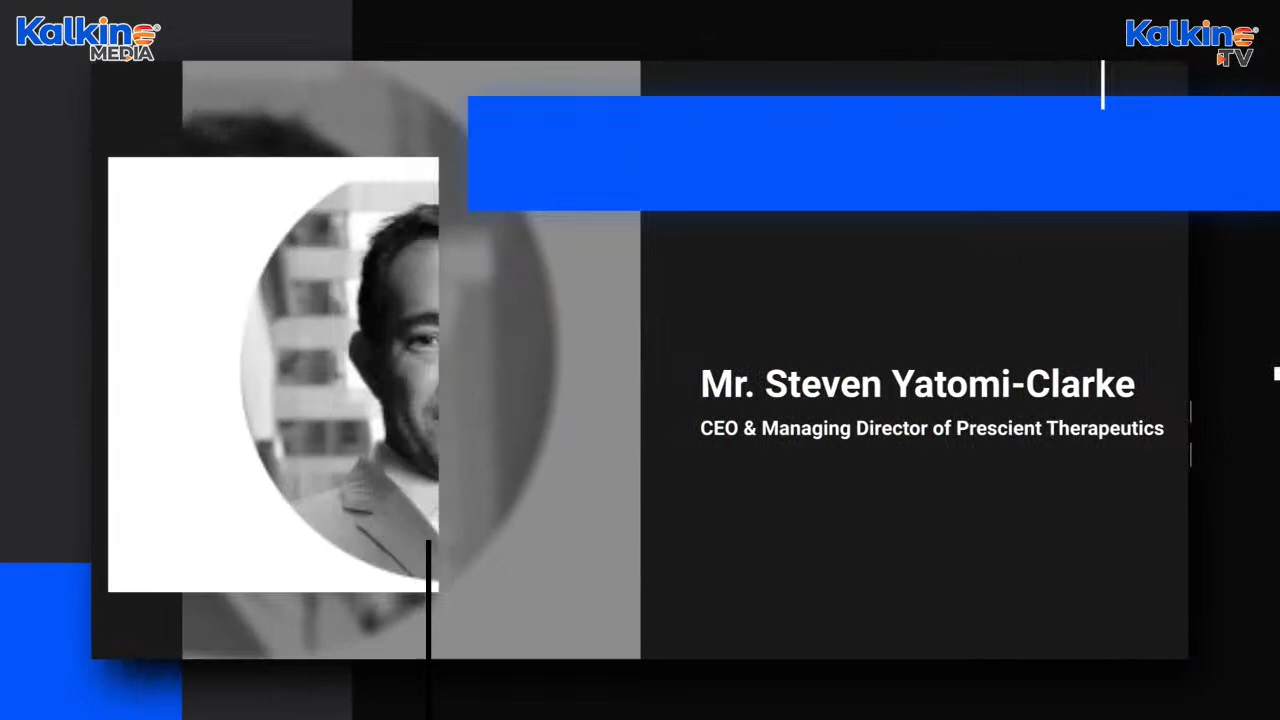 Kalkine
MEDIA
Kalkine
TV
Mr. Steven Yatomi-Clarke
CEO & Managing Director of Prescient Therapeutics